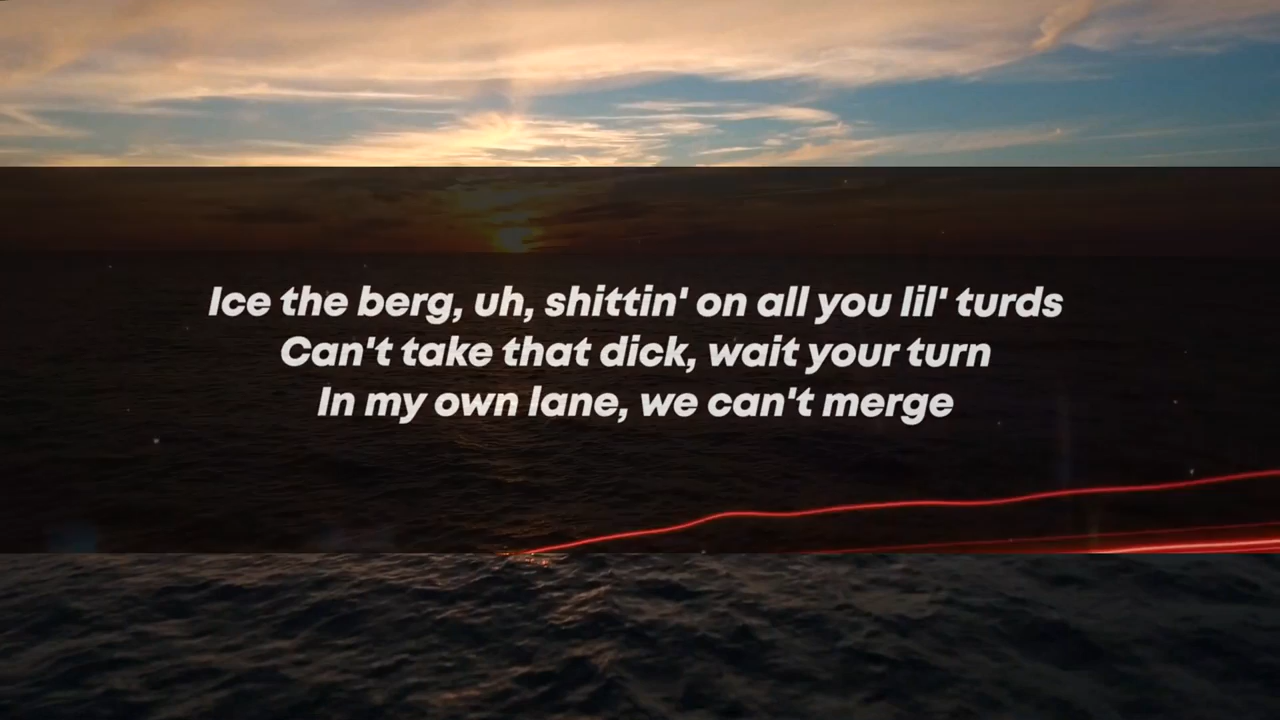 Ice the berg, uh, shittin' on all you lil' turds
Can't take that dick, wait your turn
In my own lane, we can't merge